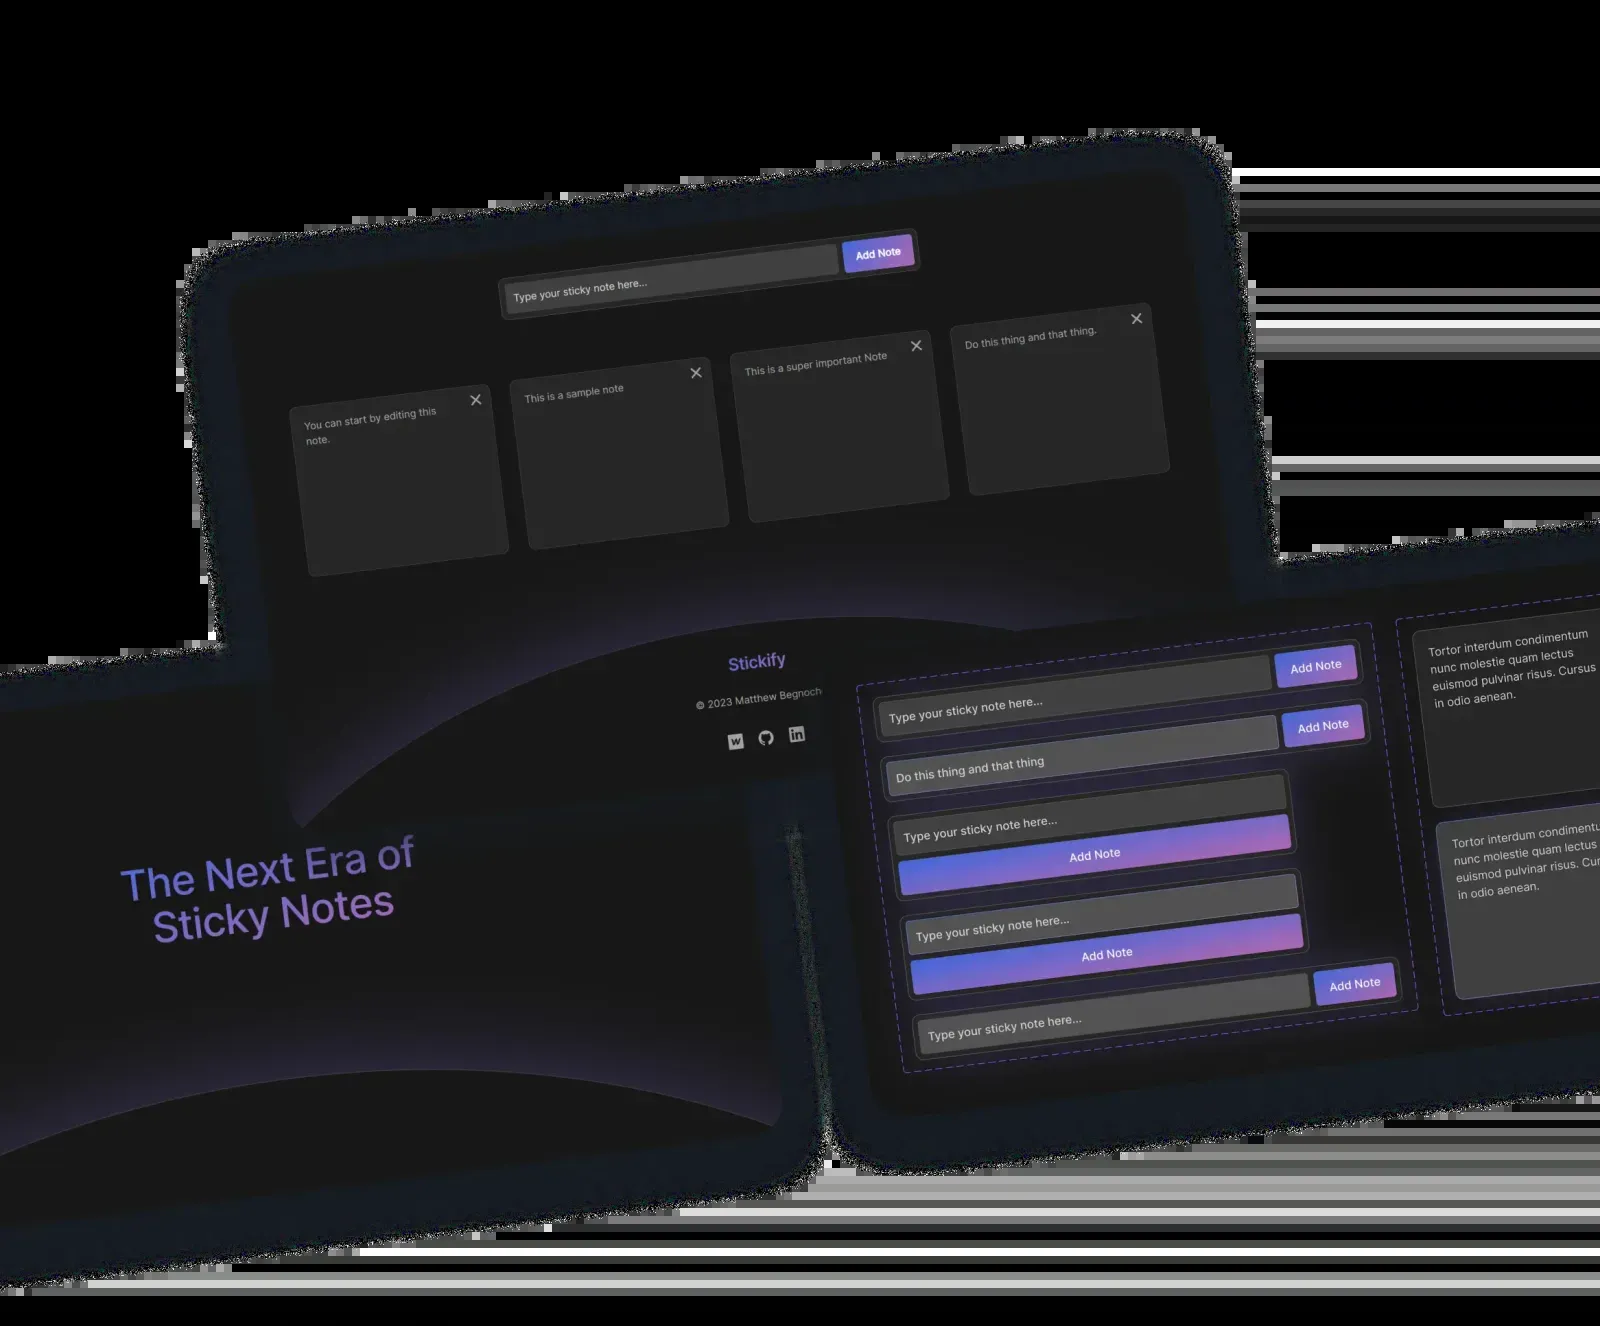 Type your sticky note here...
Add Note
You can start by editing this
note.
This is a sample note
This is a super important Note
Do this thing and that thing.
Stickify
© 2023 Matthew Begnoch
The Next Era of
Sticky Notes
Type your sticky note here...
Add Note
Do this thing and that thing
Add Note
Type your sticky note here...
Add Note
Type your sticky note here...
Add Note
Type your sticky note here...
Add Note
Tortor interdum condimentum
nunc molestie quam lectus
euismod pulvinar risus. Cursus
in odio aenean.
Tortor interdum condimentu
nunc molestie quam lectus
euismod pulvinar risus. Cur
in odio aenean.